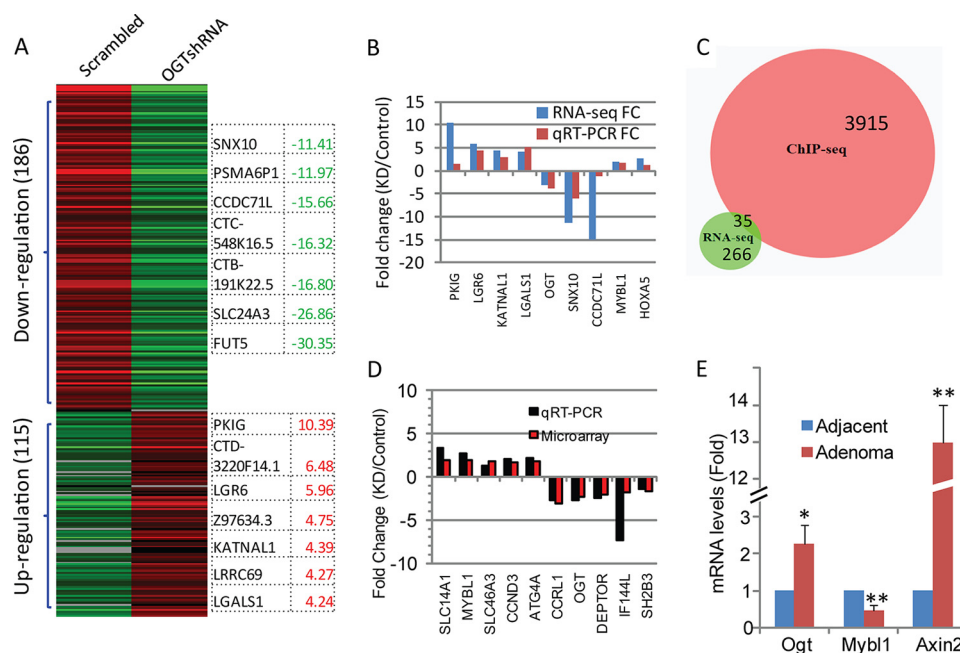 A
Scrambled
OGTshRNA
Down-regulation (186)
SNX10 -11.41
PSMA6P1 -11.97
CCDC71L -15.66
CTC-
548K16.5 -16.32
CTB-
191K22.5 -16.80
SLC24A3 -26.86
FUT5 -30.35
Up-regulation (115)
PKIG 10.39
CTD-
3220F14.1 6.48
LGR6 5.96
Z97634.3 4.75
KATNAL1 4.39
LRRC69 4.27
LGALS1 4.24
B
Fold change (KD/Control)
15
10
5
0
-5
-10
-15
-20
RNA-seq FC
qRT-PCR FC
PKIG
LGR6
KATNAL1
LGALS1
OGT
SNX10
CCDC71L
MYBL1
HOXA5
C
3915
ChIP-seq
35
RNA-seq
266
D
Fold Change (KD/Control)
10
5
0
-5
-10
qRT-PCR
Microarray
SLC14A1
MYBL1
SLC46A3
CCND3
ATG4A
CCRL1
OGT
DEPTOR
IF144L
SH2B3
E
mRNA levels (Fold)
14
13
12
3
2
1
0
Adjacent
Adenoma
*
**
**
Ogt
Mybl1
Axin2